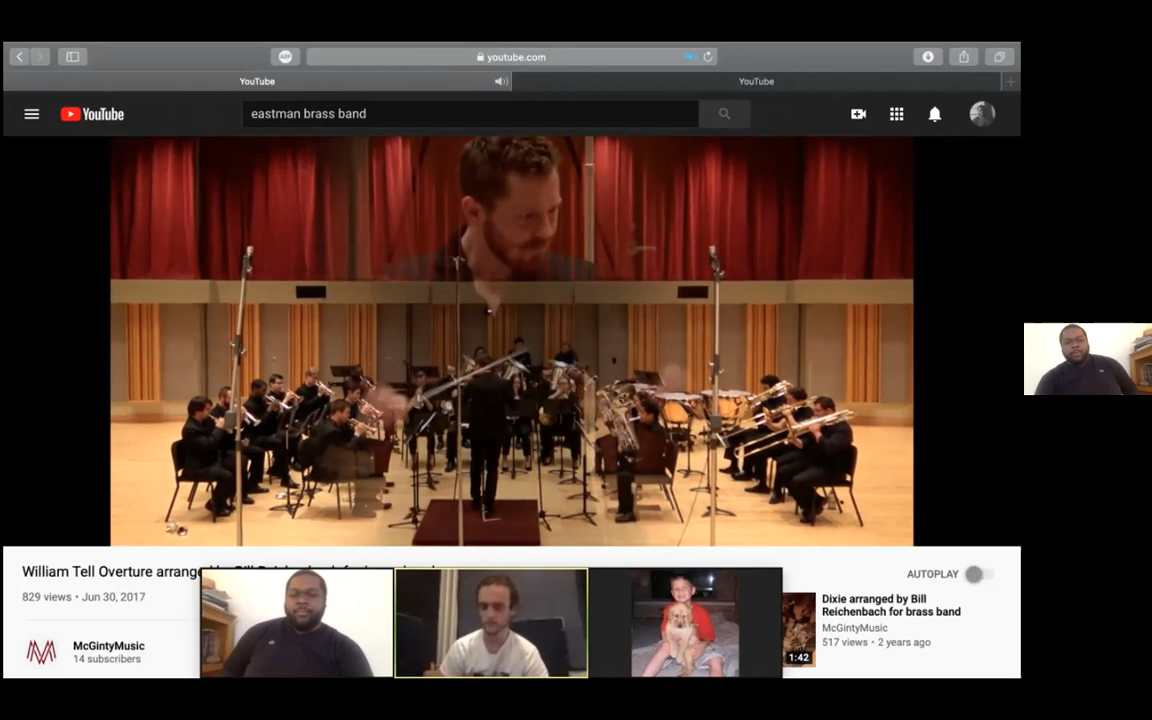 youtube.com
YouTube
YouTube
YouTube
eastman brass band
William Tell Overture arrange
829 views • Jun 30, 2017
McGintyMusic
14 subscribers
AUTOPLAY
Dixie arranged by Bill
Reichenbach for brass band
McGintyMusic
517 views • 2 years ago
1:42